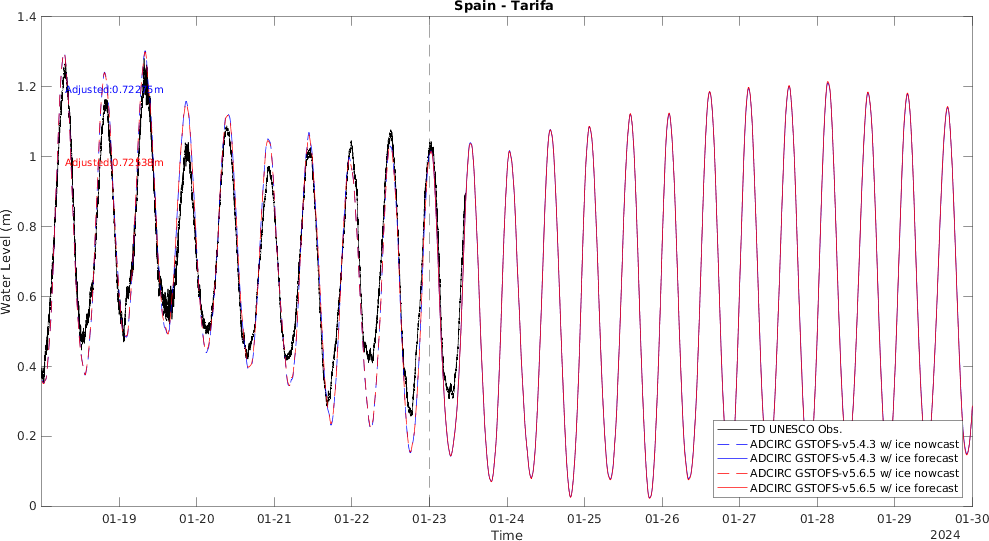 Spain - Tarifa
1.4
1.2
1
0.8
0.6
0.4
0.2
0
Water Level (m)
Adjusted:0.72538m
01-19
01-20
01-21
01-22
01-23
01-24
01-25
01-26
01-27
01-28
01-29
01-30
Time
2024
TD UNESCO Obs.
ADCIRC GSTOFS-v5.4.3 w/ ice nowcast
ADCIRC GSTOFS-v5.4.3 w/ ice forecast
ADCIRC GSTOFS-v5.6.5 w/ ice nowcast
ADCIRC GSTOFS-v5.6.5 w/ ice forecast